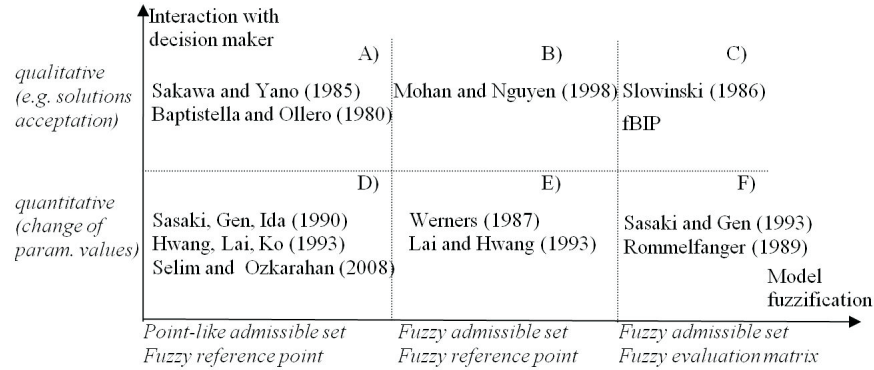 Interaction with
decision maker
A)
B)
C)
qualitative
(e.g. solutions
acceptation)
Sakawa and Yano (1985)
Baptistella and Ollero (1980)
Mohan and Nguyen (1998)
Slowinski (1986)
fBIP
D)
E)
F)
quantitative
(change of
param. values)
Sasaki, Gen, Ida (1990)
Hwang, Lai, Ko (1993)
Selim and Ozkarahan (2008)
Werners (1987)
Lai and Hwang (1993)
Sasaki and Gen (1993)
Rommelfanger (1989)
Model
fuzzification
Point-like admissible set
Fuzzy reference point
Fuzzy admissible set
Fuzzy reference point
Fuzzy admissible set
Fuzzy evaluation matrix